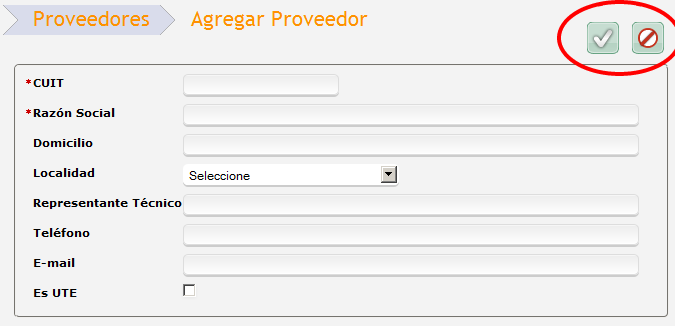 Proveedores Agregar Proveedor
*CUIT
*Razón Social
Domicilio
Localidad Seleccione
Representante Técnico
Teléfono
E-mail
Es UTE